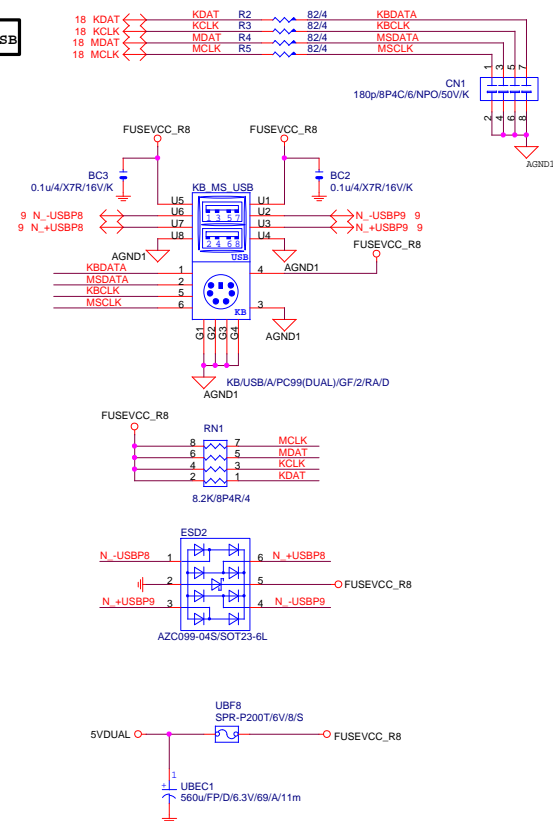 SB
18 KDAT KDAT R2 82/4 KBDATA
18 KCLK KCLK R3 82/4 KBCLK
18 MDAT MDAT R4 82/4 MSDATA
18 MCLK MCLK R5 82/4 MSCLK
1 3 5 7
CN1
180p/8P4C/6/NPO/50V/K
2 4 6 8
AGND1
FUSEVCC_R8 FUSEVCC_R8
BC3 BC2
0.1u/4/X7R/16V/K 0.1u/4/X7R/16V/K
KB_MS_USB
U5 U1
9 N_-USBP8 U6 U2 N_-USBP9 9
9 N_+USBP8 U7 U3 N_+USBP9 9
U8 U4
1 3 5 7
2 4 6 8
USB
FUSEVCC_R8
AGND1 AGND1
KBDATA 1 4
MSDATA 2
KBCLK 5
MSCLK 6 3
KB
G1 G2 G3 G4
AGND1
AGND1
KB/USB/A/PC99(DUAL)/GF/2/RA/D
FUSEVCC_R8
RN1
8 7 MCLK
6 5 MDAT
4 3 KCLK
2 1 KDAT
8.2K/8P4R/4
ESD2
N_-USBP8 1 6 N_+USBP8
2 5 FUSEVCC_R8
N_+USBP9 3 4 N_-USBP9
AZC099-04S/SOT23-6L
UBF8
SPR-P200T/6V/8/S
5VDUAL FUSEVCC_R8
1
+ UBEC1
560u/FP/D/6.3V/69/A/11m